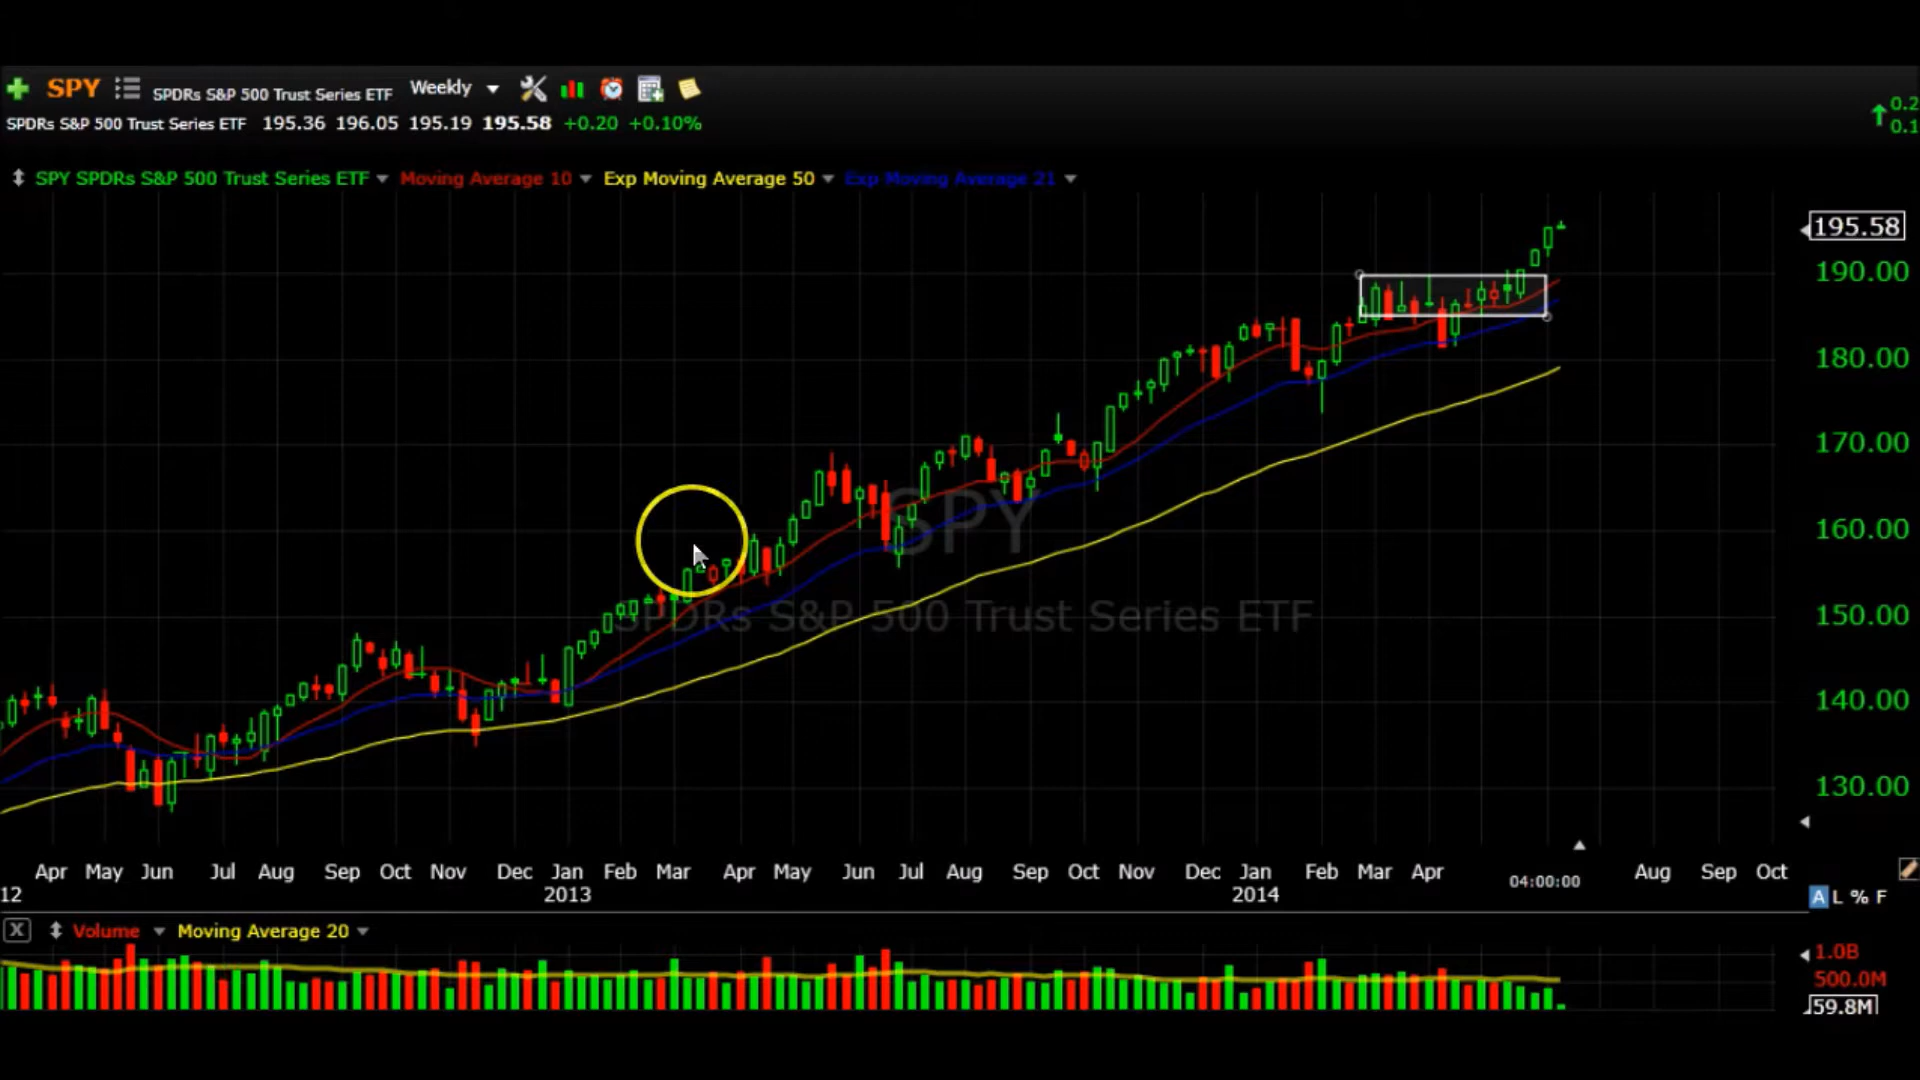 SPY SPDRs S&P 500 Trust Series ETF Weekly
SPDRs S&P 500 Trust Series ETF 195.36 196.05 195.19 195.58 +0.20 +0.10%
SPY SPDRs S&P 500 Trust Series ETF Moving Average 10 Exp Moving Average 50 Exp Moving Average 21
195.58
190.00
180.00
170.00
160.00
150.00
140.00
130.00
SPY
SPDRs S&P 500 Trust Series ETF
Apr May Jun Jul Aug Sep Oct Nov Dec Jan Feb Mar Apr May Jun Jul Aug Sep Oct Nov Dec Jan Feb Mar Apr 04:00:00 Aug Sep Oct
12 2013 2014
A L % F
X Volume Moving Average 20
1.0B
500.0M
59.8M